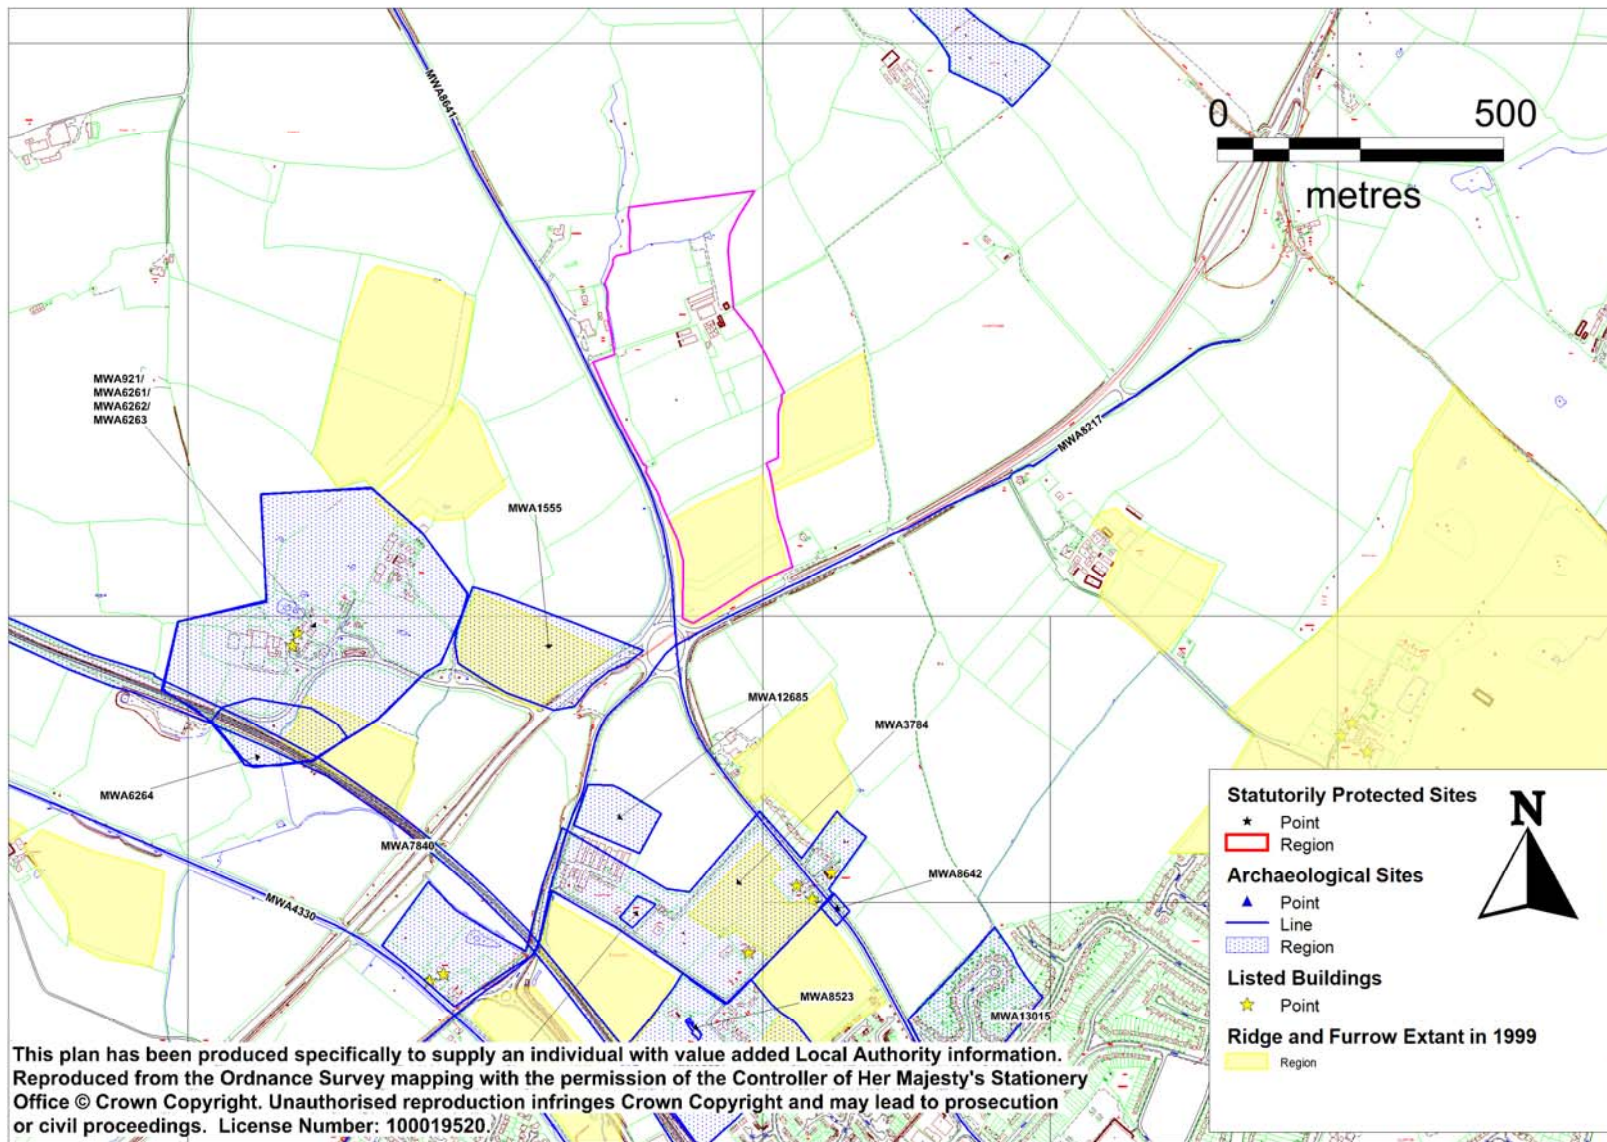 MWA8641
0 500
metres
MWA921/
MWA6261/
MWA6262/
MWA6263
MWA8217
MWA1555
MWA12685
MWA3784
MWA6264
MWA7840
MWA8642
MWA4330
MWA8523
MWA13015
Statutorily Protected Sites
Point
Region
Archaeological Sites
Point
Line
Region
Listed Buildings
Point
Ridge and Furrow Extant in 1999
Region
N
This plan has been produced specifically to supply an individual with value added Local Authority information.
Reproduced from the Ordnance Survey mapping with the permission of the Controller of Her Majesty's Stationery
Office © Crown Copyright. Unauthorised reproduction infringes Crown Copyright and may lead to prosecution
or civil proceedings. License Number: 100019520.